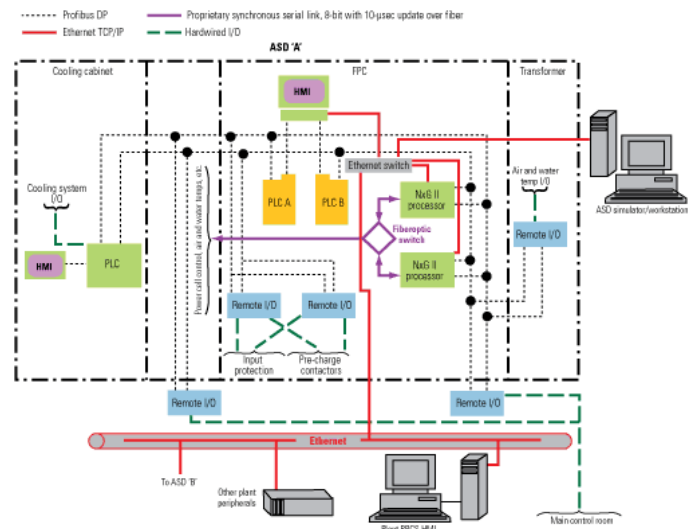 Profibus DP
Proprietary synchronous serial link, 8-bit with 10-µsec update over fiber
Ethernet TCP/IP
Hardwired I/O
ASD 'A'
Cooling cabinet
FPC
Transformer
HMI
Ethernet switch
Cooling system
I/O
Power cell control, air and water temps, etc.
PLC A
PLC B
NxG II
processor
Air and water
temp I/O
ASD simulator/workstation
Fiberoptic
switch
HMI
PLC
Remote I/O
NxG II
processor
Remote I/O
Remote I/O
Input
protection
Pre-charge
contactors
Remote I/O
Remote I/O
Ethernet
To ASD 'B'
Other plant
peripherals
Main control room